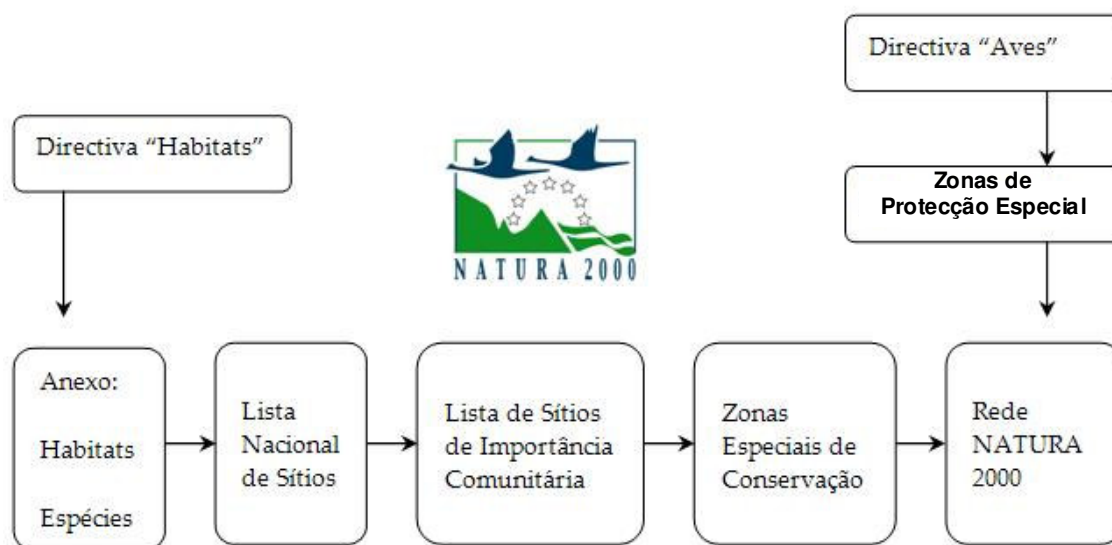 Directiva “Aves”
Directiva “Habitats”
Zonas de
Protecção Especial
NATURA 2000
Anexo:
Habitats
Espécies
Lista
Nacional
de Sítios
Lista de Sítios
de Importância
Comunitária
Zonas
Especiais de
Conservação
Rede
NATURA
2000